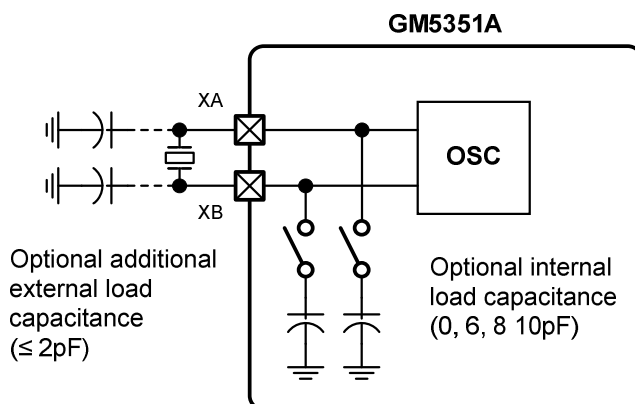 GM5351A
XA
OSC
XB
Optional additional
external load
capacitance
(≤ 2pF)
Optional internal
load capacitance
(0, 6, 8 10pF)